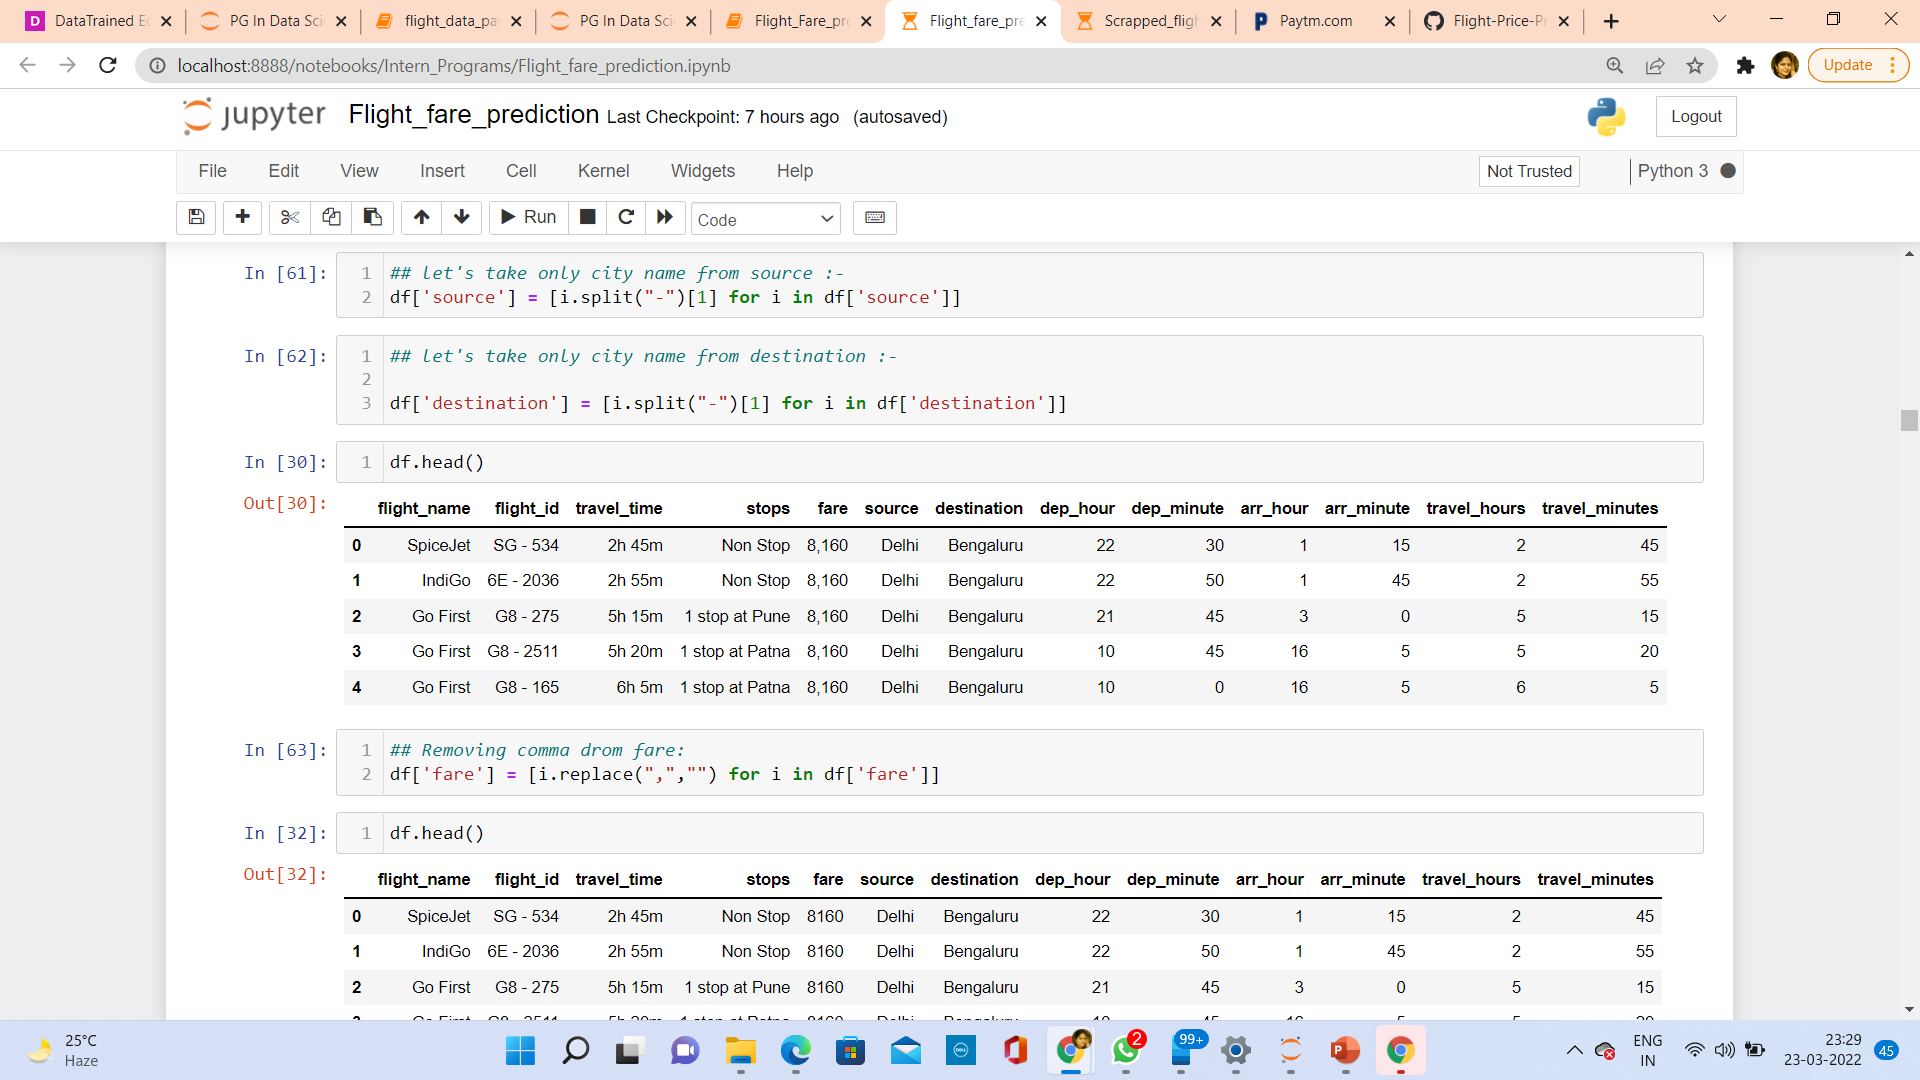 DataTrained E
PG In Data Sci
flight_data_pa
PG In Data Sci
Flight_Fare_pre
Flight_fare_pre
Scrapped_fligh
Paytm.com
Flight-Price-P
localhost:8888/notebooks/Intern_Programs/Flight_fare_prediction.ipynb
Update
jupyter Flight_fare_prediction Last Checkpoint: 7 hours ago (autosaved)
Logout
File Edit View Insert Cell Kernel Widgets Help
Not Trusted
Python 3
Run
Code
In [61]:
1 ## let's take only city name from source :-
2 df['source'] = [i.split("-")[1] for i in df['source']]
In [62]:
1 ## let's take only city name from destination :-
2
3 df['destination'] = [i.split("-")[1] for i in df['destination']]
In [30]:
1 df.head()
Out[30]:
flight_name flight_id travel_time stops fare source destination dep_hour dep_minute arr_hour arr_minute travel_hours travel_minutes
0 SpiceJet SG - 534 2h 45m Non Stop 8,160 Delhi Bengaluru 22 30 1 15 2 45
1 IndiGo 6E - 2036 2h 55m Non Stop 8,160 Delhi Bengaluru 22 50 1 45 2 55
2 Go First G8 - 275 5h 15m 1 stop at Pune 8,160 Delhi Bengaluru 21 45 3 0 5 15
3 Go First G8 - 2511 5h 20m 1 stop at Patna 8,160 Delhi Bengaluru 10 45 16 5 5 20
4 Go First G8 - 165 6h 5m 1 stop at Patna 8,160 Delhi Bengaluru 10 0 16 5 6 5
In [63]:
1 ## Removing comma drom fare:
2 df['fare'] = [i.replace(",","") for i in df['fare']]
In [32]:
1 df.head()
Out[32]:
flight_name flight_id travel_time stops fare source destination dep_hour dep_minute arr_hour arr_minute travel_hours travel_minutes
0 SpiceJet SG - 534 2h 45m Non Stop 8160 Delhi Bengaluru 22 30 1 15 2 45
1 IndiGo 6E - 2036 2h 55m Non Stop 8160 Delhi Bengaluru 22 50 1 45 2 55
2 Go First G8 - 275 5h 15m 1 stop at Pune 8160 Delhi Bengaluru 21 45 3 0 5 15
25°C
Haze
2
99+
ENG
IN
23:29
23-03-2022
45